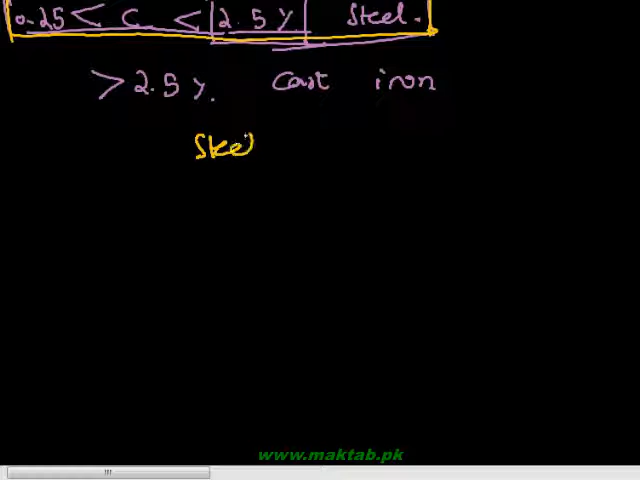 0.25 < C < 2.5 % Steel.
> 2.5 %. Cast iron
Steel
www.maktab.pk